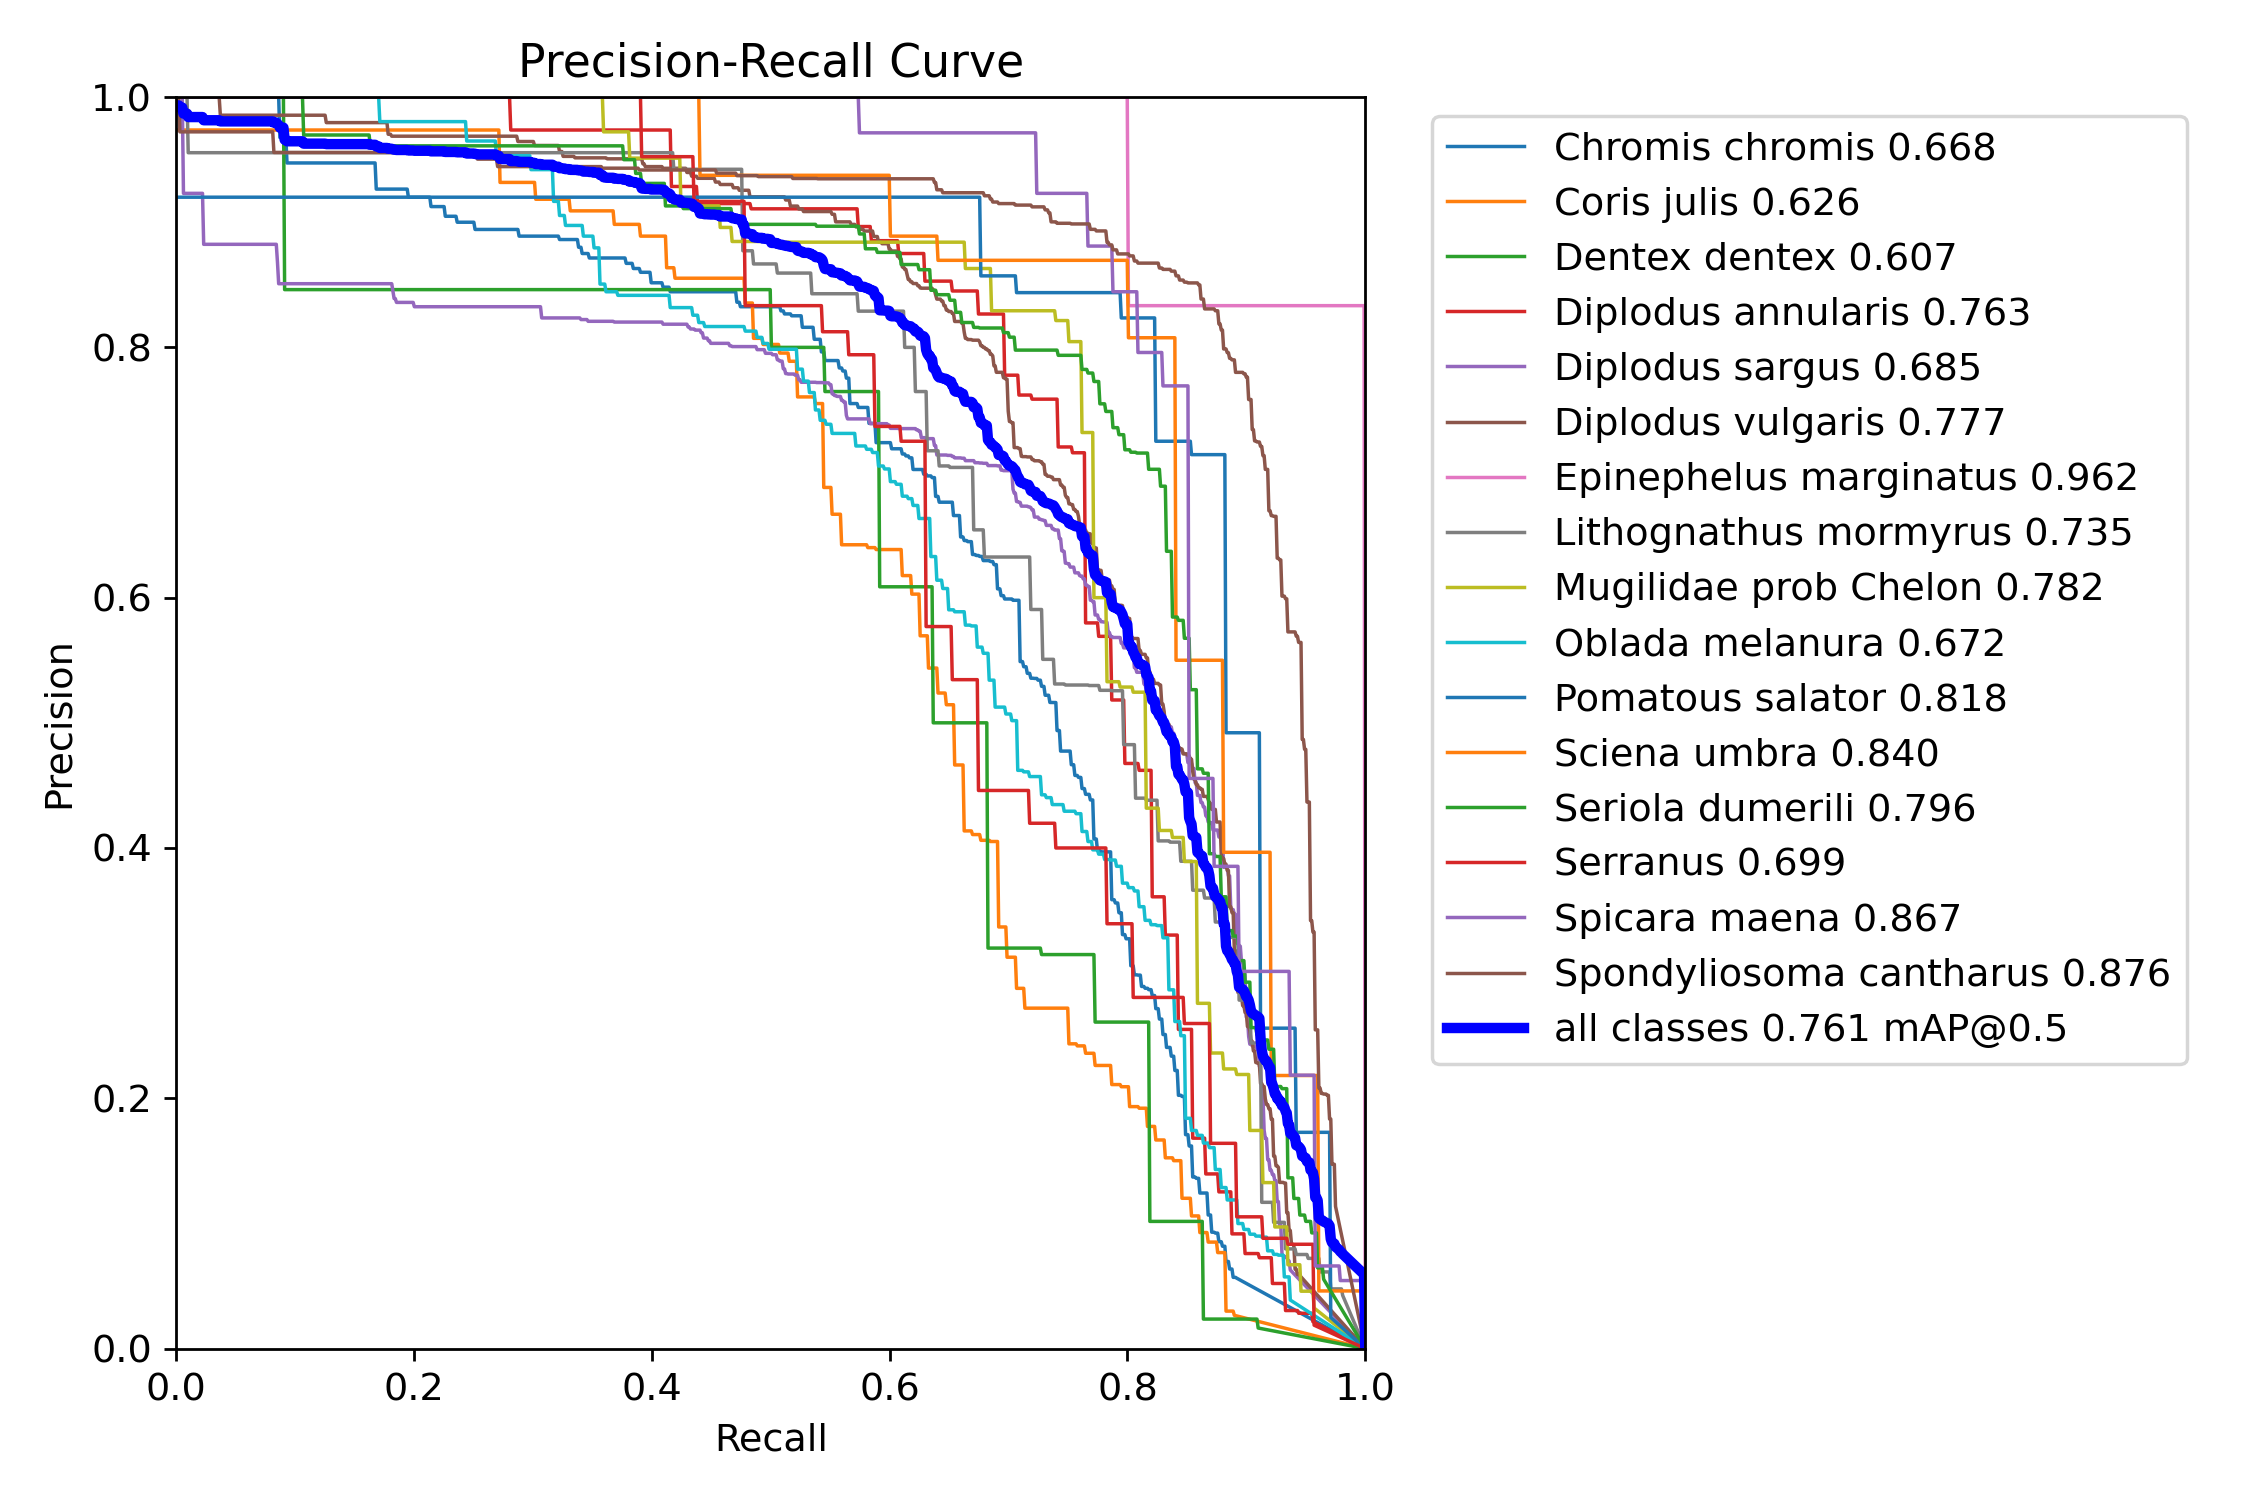 Precision-Recall Curve
1.0
0.8
0.6
0.4
0.2
0.0
Precision
0.0 0.2 0.4 0.6 0.8 1.0
Recall
Chromis chromis 0.668
Coris julis 0.626
Dentex dentex 0.607
Diplodus annularis 0.763
Diplodus sargus 0.685
Diplodus vulgaris 0.777
Epinephelus marginatus 0.962
Lithognathus mormyrus 0.735
Mugilidae prob Chelon 0.782
Oblada melanura 0.672
Pomatous salator 0.818
Sciena umbra 0.840
Seriola dumerili 0.796
Serranus 0.699
Spicara maena 0.867
Spondyliosoma cantharus 0.876
all classes 0.761 mAP@0.5